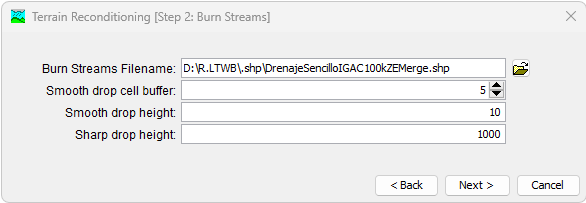 Terrain Reconditioning [Step 2: Burn Streams]
Burn Streams Filename: D:\R.LTWB\.shp\DrenajeSencilloIGAC100kZEMerge.shp
Smooth drop cell buffer: 5
Smooth drop height: 10
Sharp drop height: 1000
< Back Next > Cancel